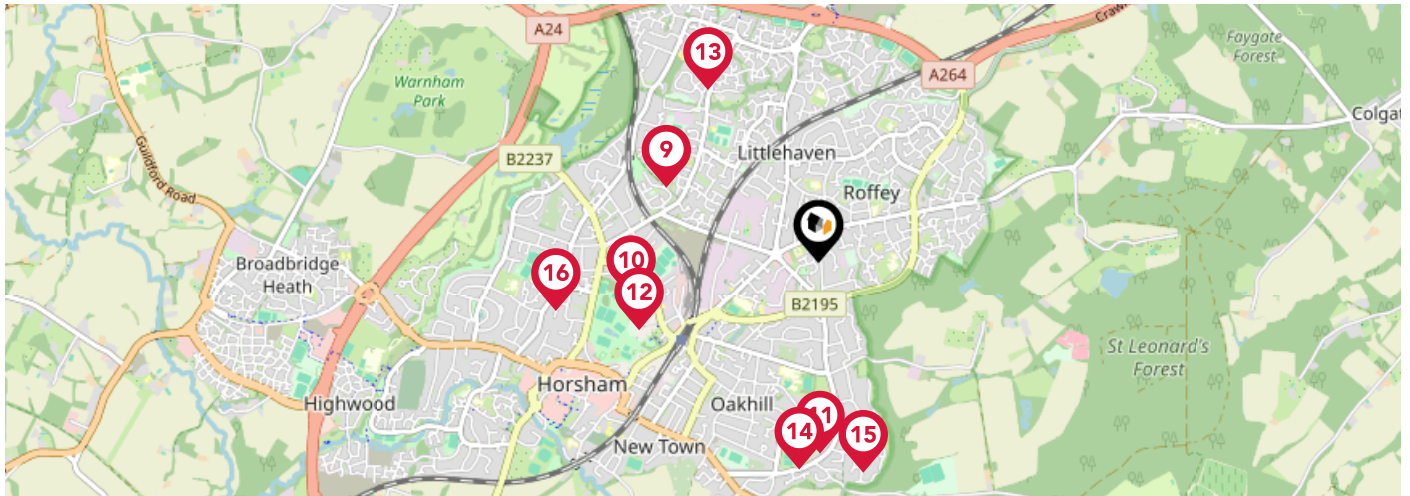 A24
13
Faygate
Forest
A264
Warnham
Park
Guildford Road
B2237
9
Littlehaven
Roffey
10
16
12
Broadbridge
Heath
B2195
St Leonard's
Forest
Horsham
Highwood
Oakhill
11
14
15
New Town